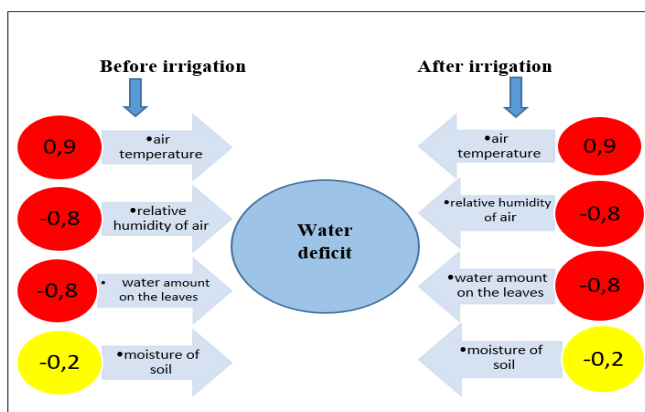 Before irrigation
After irrigation
0,9
•air
temperature
-0,8
•relative
humidity of air
-0,8
• water amount
on the leaves
-0,2
•moisture of
soil
Water
deficit
•air
temperature
0,9
•relative humidity
of air
-0,8
•water amount
on the leaves
-0,8
•moisture of
soil
-0,2